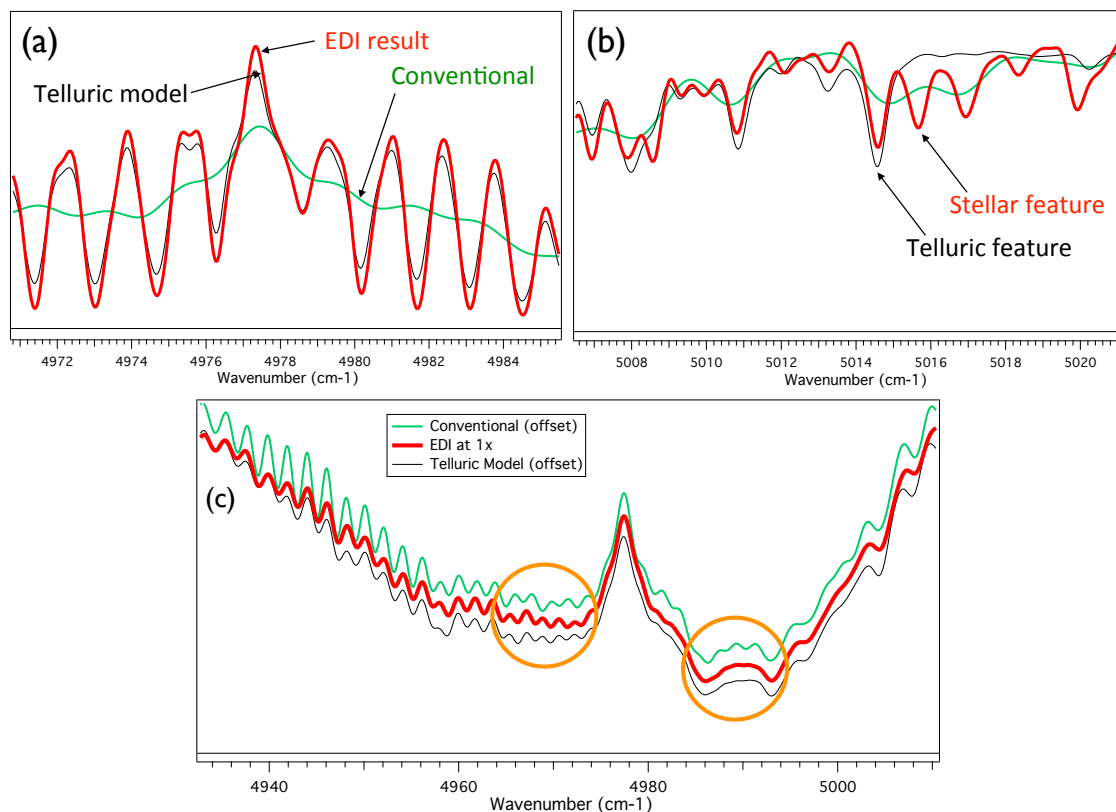 (a)
EDI result
Conventional
Telluric model
4972 4974 4976 4978 4980 4982 4984
Wavenumber (cm-1)
(b)
Stellar feature
Telluric feature
5008 5010 5012 5014 5016 5018 5020
Wavenumber (cm-1)
Conventional (offset)
EDI at 1x
Telluric Model (offset)
(c)
4940 4960 4980 5000
Wavenumber (cm-1)